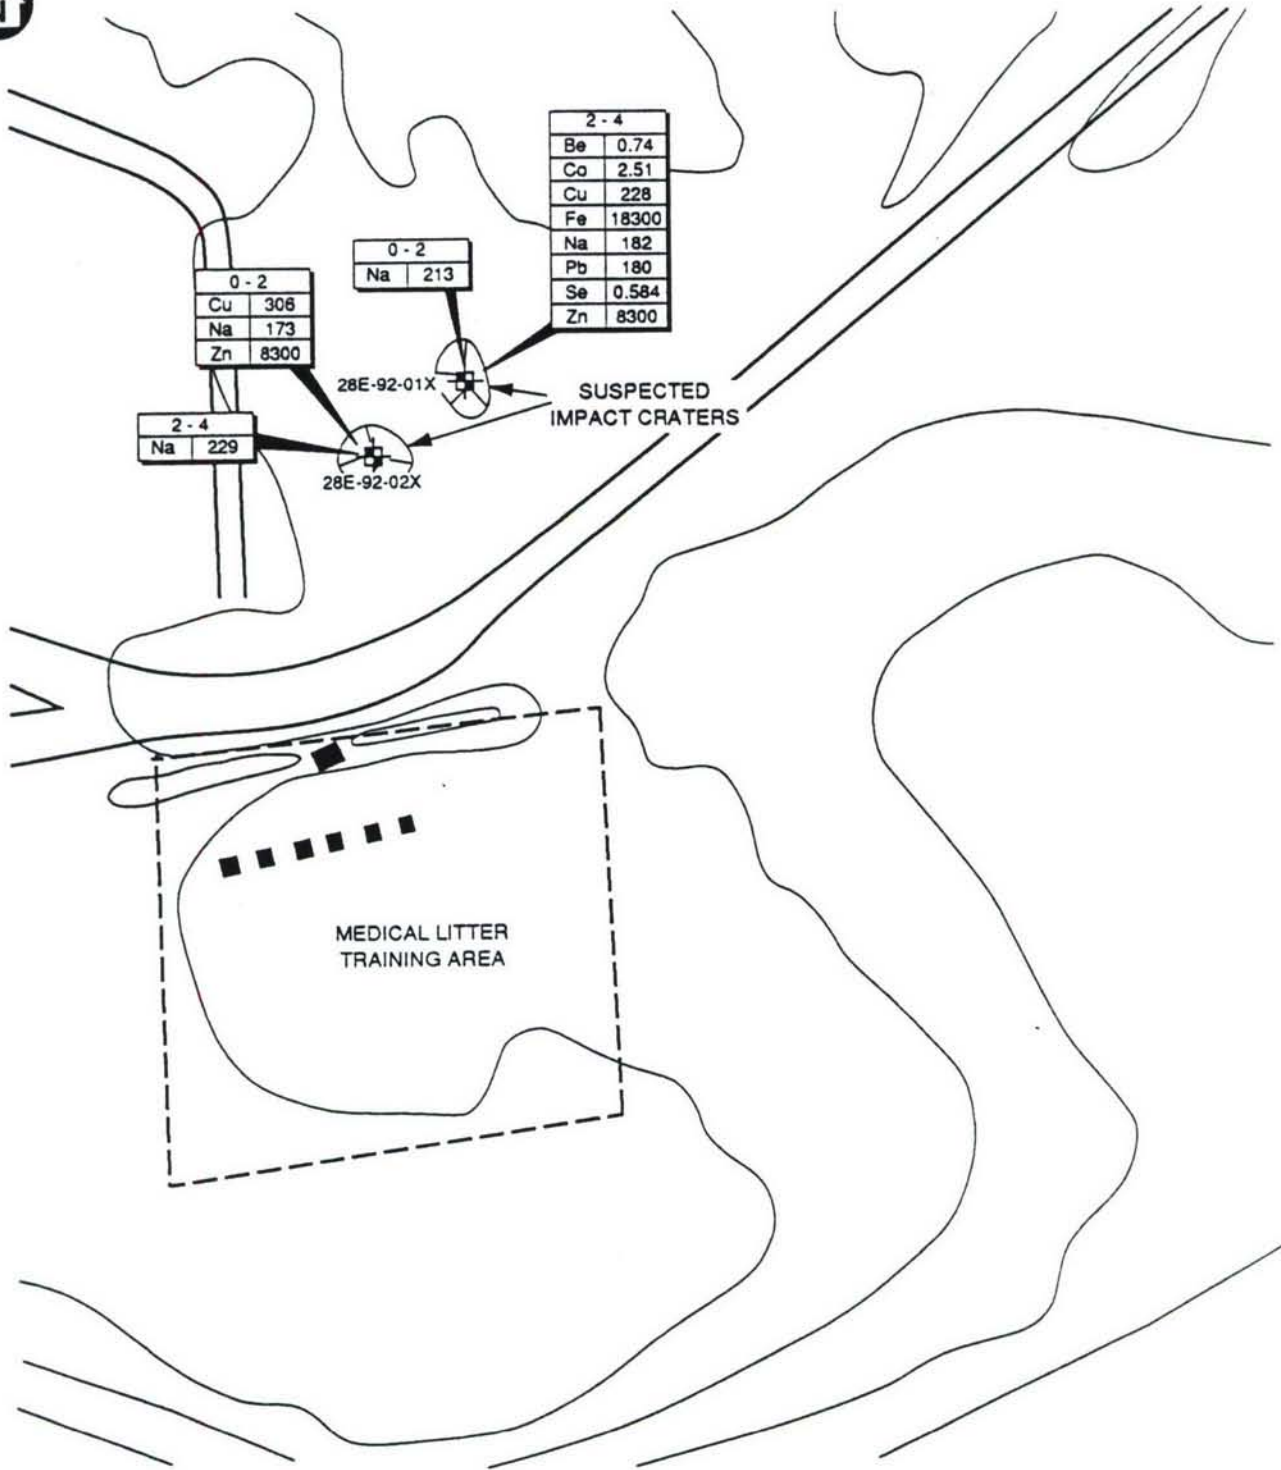 2 - 4
Be 0.74
Ca 2.51
Cu 228
Fe 18300
Na 182
Pb 180
Se 0.584
Zn 8300
0 - 2
Na 213
0 - 2
Cu 306
Na 173
Zn 8300
28E-92-01X
SUSPECTED
IMPACT CRATERS
2 - 4
Na 229
28E-92-02X
MEDICAL LITTER
TRAINING AREA